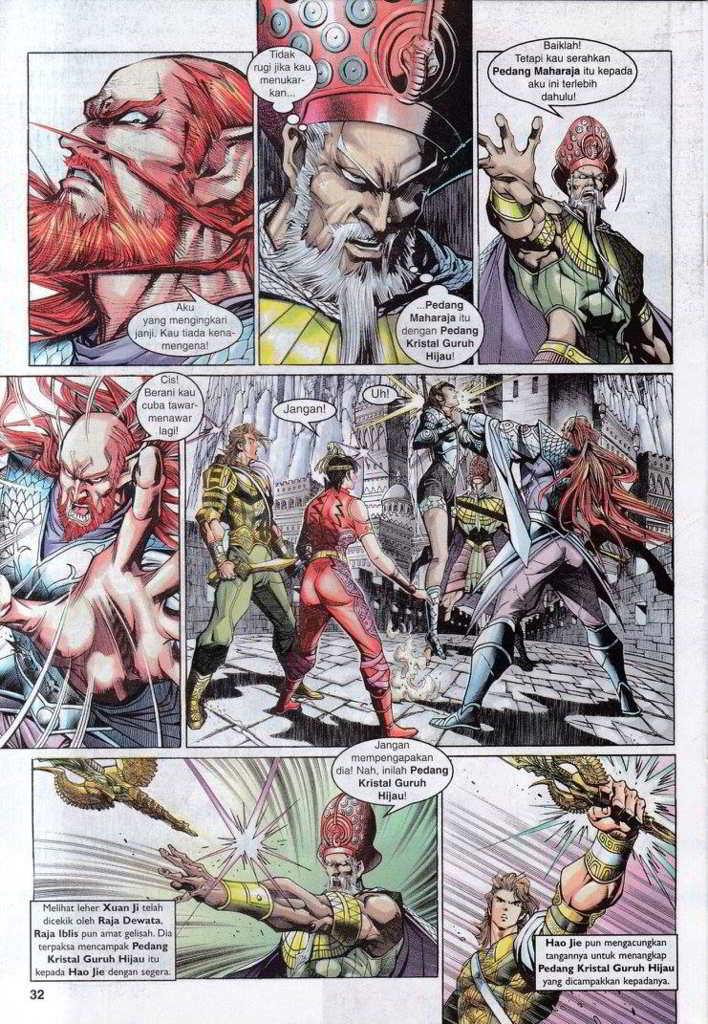 Aku
yang mengingkari
janji. Kau tiada kena-
mengena!
Tidak
rugi jika kau
menukar-
kan...
...Pedang
Maharaja itu
dengan Pedang
Kristal Guruh
Hijau!
Baiklah!
Tetapi kau serahkan
Pedang Maharaja itu kepada
aku ini terlebih
dahulu!
Cis!
Berani kau
cuba tawar-
menawar
lagi!
Jangan!
Uh!
Jangan
mempengapakan
dia! Nah, inilah Pedang
Kristal Guruh
Hijau!
Melihat leher Xuan Ji telah
dicekik oleh Raja Dewata,
Raja Iblis pun amat gelisah. Dia
terpaksa mencampak Pedang
Kristal Guruh Hijau itu
kepada Hao Jie dengan segera.
Hao Jie pun mengacungkan
tangannya untuk menangkap
Pedang Kristal Guruh Hijau
yang dicampakkan kepadanya.
32